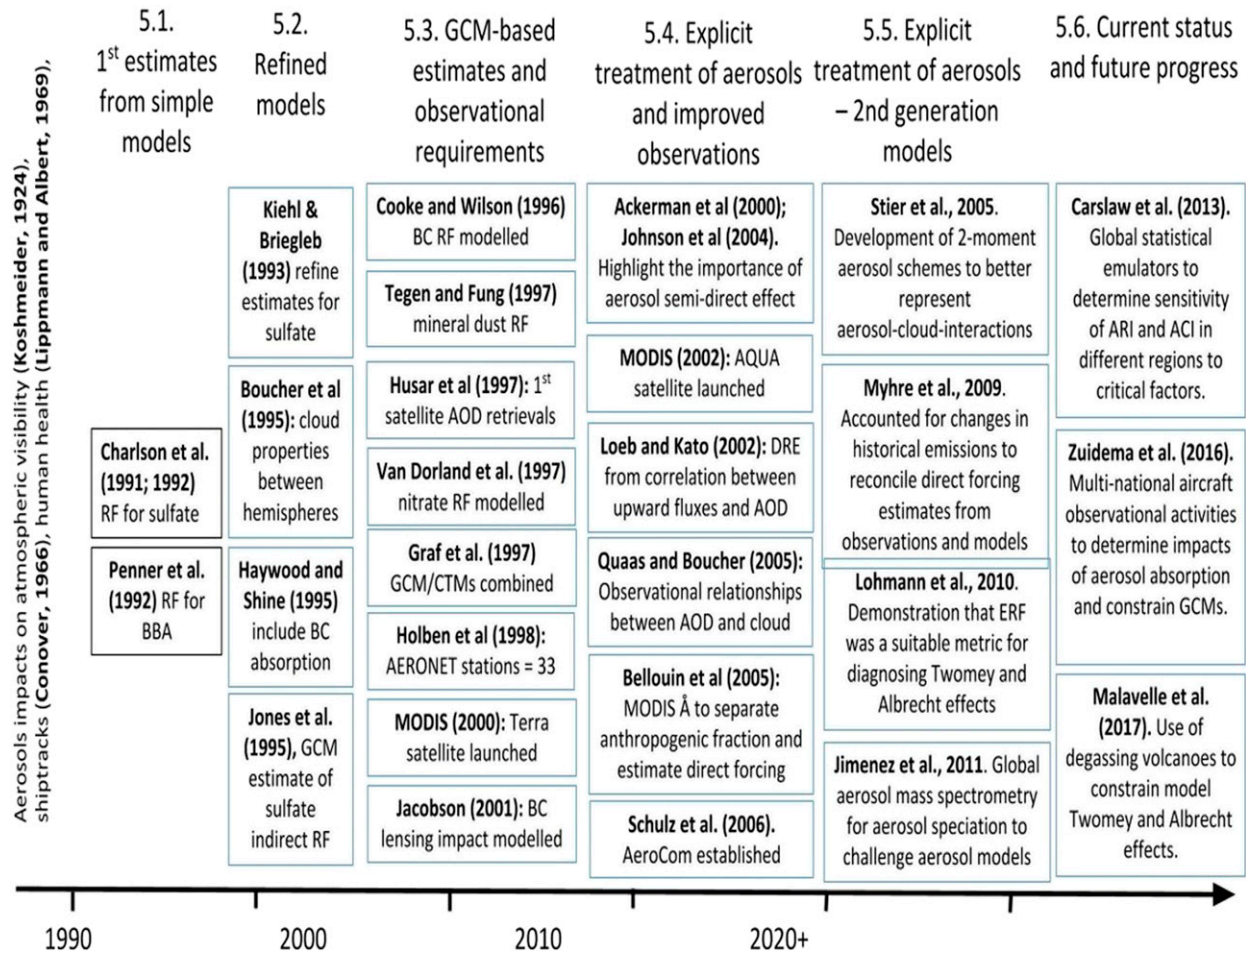 Aerosols impacts on atmospheric visibility (Koshmeider, 1924),
shiptracks (Conover, 1966), human health (Lippmann and Albert, 1969),
5.1.
1st estimates
from simple
models
Charlson et al.
(1991; 1992)
RF for sulfate
Penner et al.
(1992) RF for
BBA
5.2.
Refined
models
Kiehl &
Briegleb
(1993) refine
estimates for
sulfate
Boucher et al
(1995): cloud
properties
between
hemispheres
Haywood and
Shine (1995)
include BC
absorption
Jones et al.
(1995), GCM
estimate of
sulfate
indirect RF
5.3. GCM-based
estimates and
observational
requirements
Cooke and Wilson (1996)
BC RF modelled
Tegen and Fung (1997)
mineral dust RF
Husar et al (1997): 1st
satellite AOD retrievals
Van Dorland et al. (1997)
nitrate RF modelled
Graf et al. (1997)
GCM/CTMs combined
Holben et al (1998):
AERONET stations = 33
MODIS (2000): Terra
satellite launched
Jacobson (2001): BC
lensing impact modelled
5.4. Explicit
treatment of aerosols
and improved
observations
Ackerman et al (2000);
Johnson et al (2004).
Highlight the importance of
aerosol semi-direct effect
MODIS (2002): AQUA
satellite launched
Loeb and Kato (2002): DRE
from correlation between
upward fluxes and AOD
Quaas and Boucher (2005):
Observational relationships
between AOD and cloud
Bellouin et al (2005):
MODIS Å to separate
anthropogenic fraction and
estimate direct forcing
Schulz et al. (2006).
AeroCom established
5.5. Explicit
treatment of aerosols
– 2nd generation
models
Stier et al., 2005.
Development of 2-moment
aerosol schemes to better
represent
aerosol-cloud-interactions
Myhre et al., 2009.
Accounted for changes in
historical emissions to
reconcile direct forcing
estimates from
observations and models
Lohmann et al., 2010.
Demonstration that ERF
was a suitable metric for
diagnosing Twomey and
Albrecht effects
Jimenez et al., 2011. Global
aerosol mass spectrometry
for aerosol speciation to
challenge aerosol models
5.6. Current status
and future progress
Carslaw et al. (2013).
Global statistical
emulators to
determine sensitivity
of ARI and ACI in
different regions to
critical factors.
Zuidema et al. (2016).
Multi-national aircraft
observational activities
to determine impacts
of aerosol absorption
and constrain GCMs.
Malavelle et al.
(2017). Use of
degassing volcanoes to
constrain model
Twomey and Albrecht
effects.
1990 2000 2010 2020+